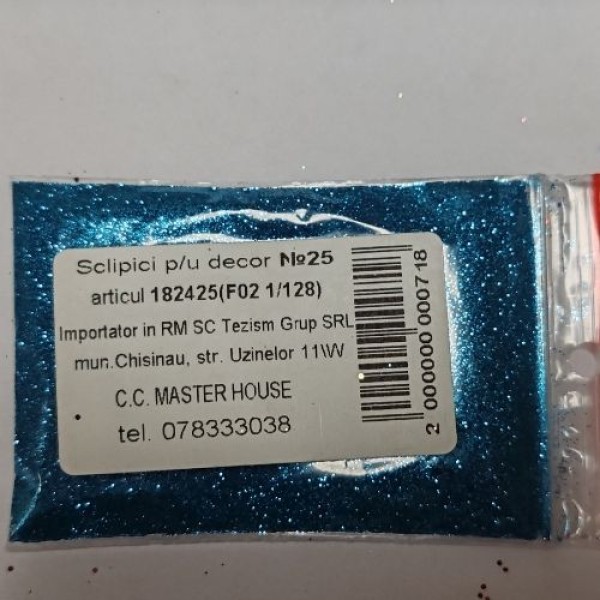 Sclipici p/u decor №25
articul 182425(F02 1/128)
Importator in RM SC Tezism Grup SRL
mun.Chisinau, str. Uzinelor 11\W
C.C. MASTER HOUSE
tel. 078333038
2 000000 000718